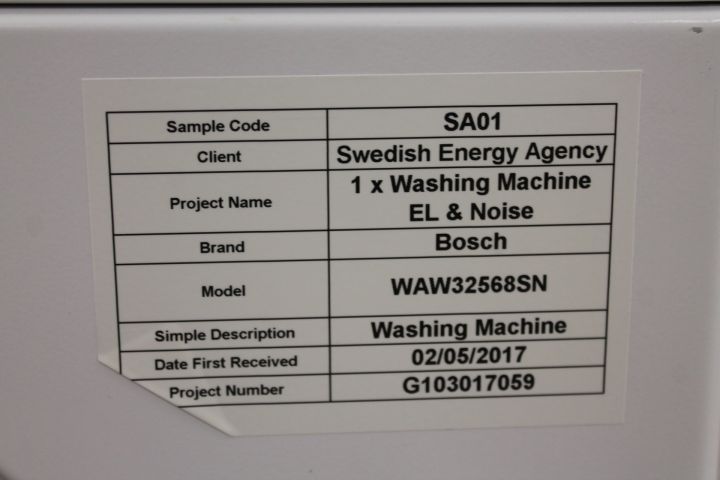 Sample Code SA01
Client Swedish Energy Agency
Project Name 1 x Washing Machine
EL & Noise
Brand Bosch
Model WAW32568SN
Simple Description Washing Machine
Date First Received 02/05/2017
Project Number G103017059